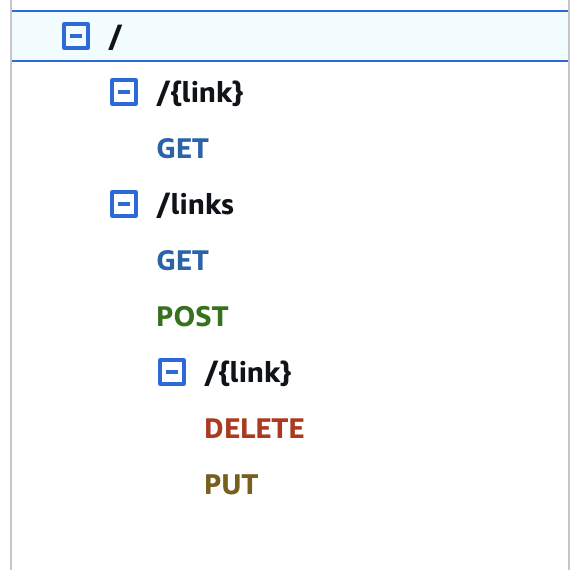 /
/{link}
GET
/links
GET
POST
/{link}
DELETE
PUT